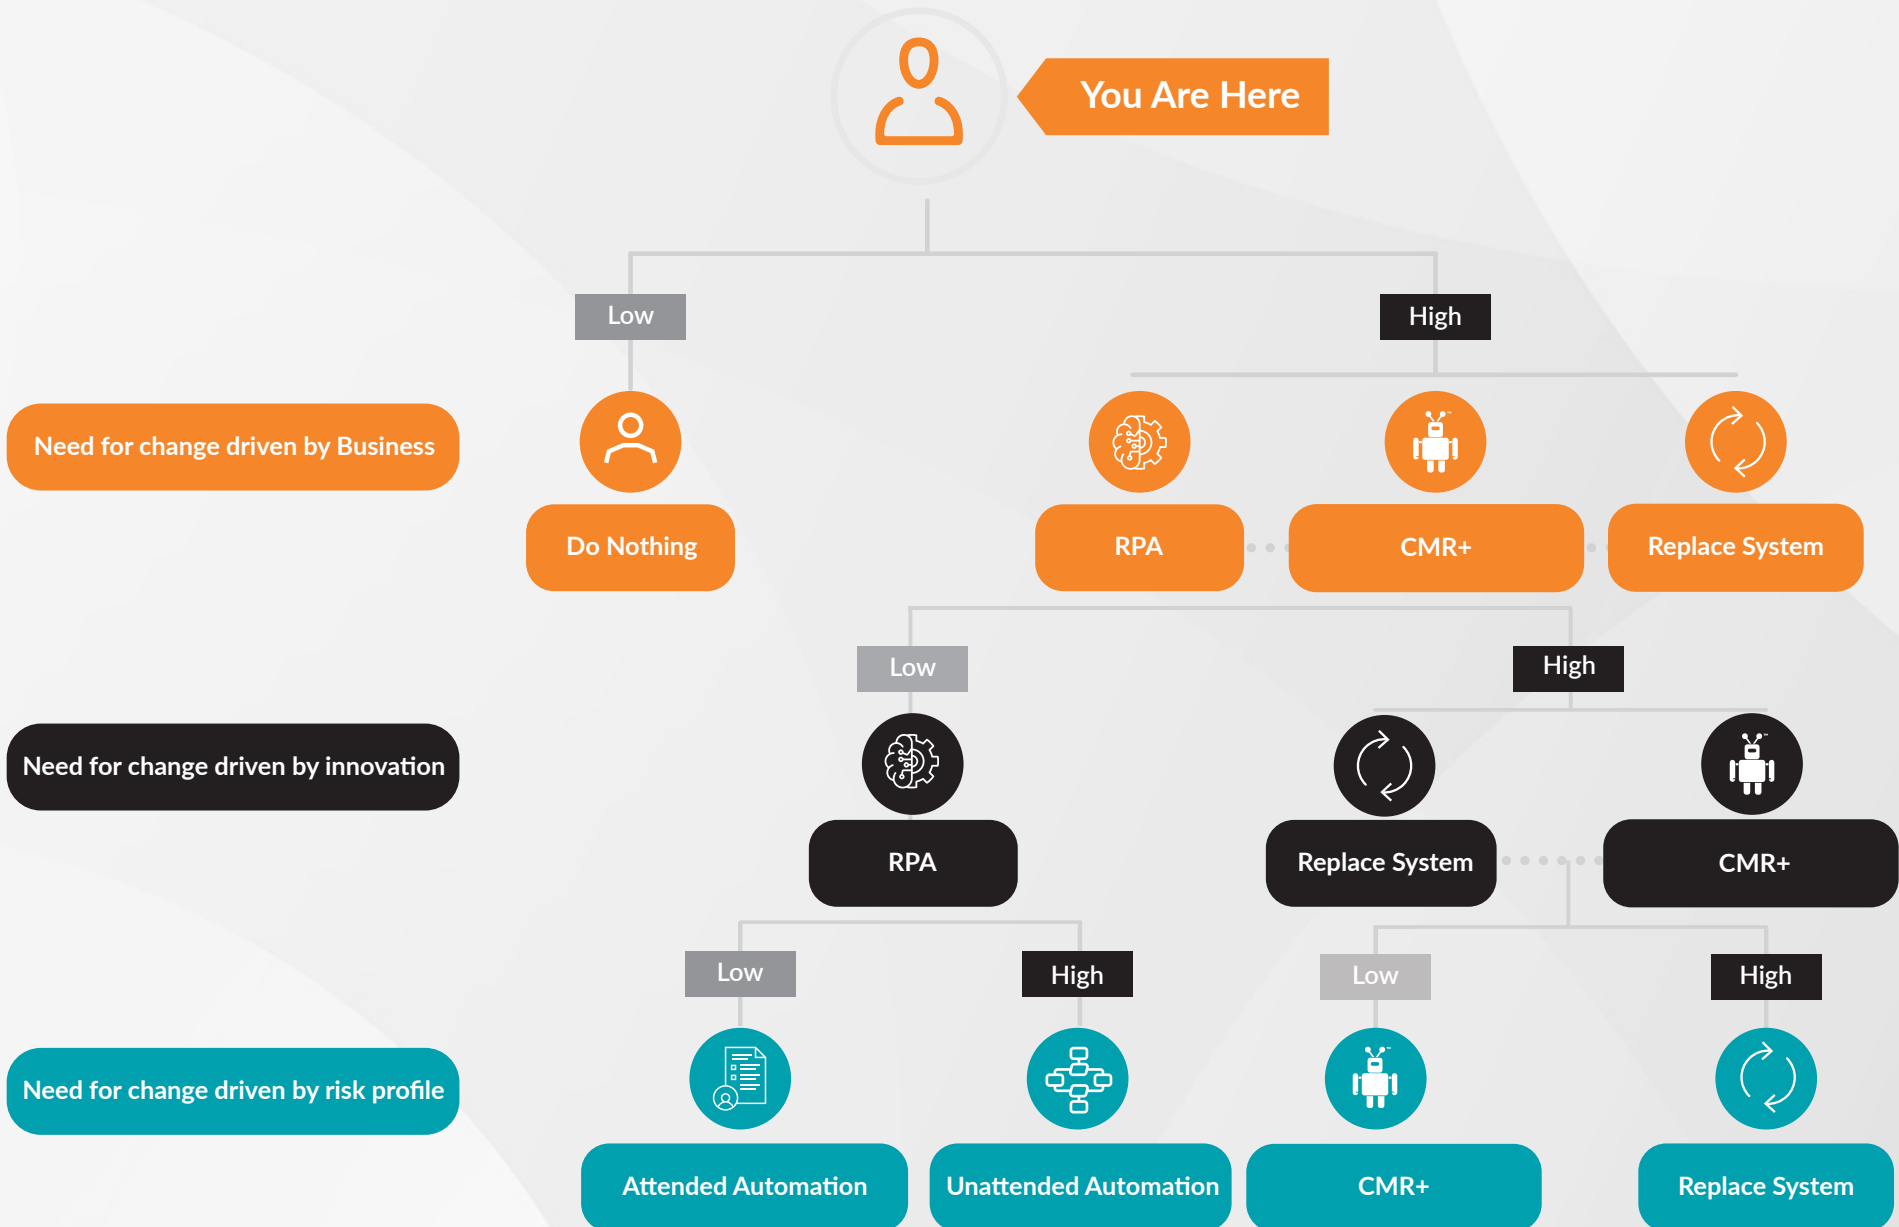 You Are Here
Low
High
Need for change driven by Business
Do Nothing
RPA
CMR+
Replace System
Low
High
Need for change driven by innovation
RPA
Replace System
CMR+
Low
High
Low
High
Need for change driven by risk profile
Attended Automation
Unattended Automation
CMR+
Replace System